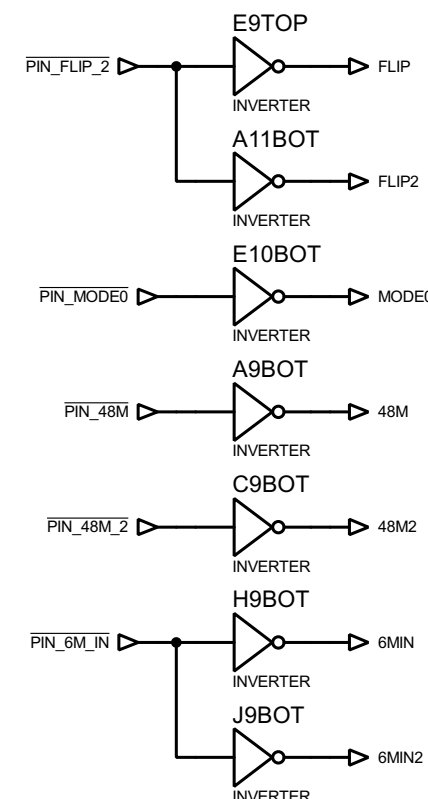 E9TOP
PIN_FLIP_2
FLIP
INVERTER
A11BOT
FLIP2
INVERTER
E10BOT
PIN_MODE0
MODE0
INVERTER
A9BOT
PIN_48M
48M
INVERTER
C9BOT
PIN_48M_2
48M2
INVERTER
H9BOT
PIN_6M_IN
6MIN
INVERTER
J9BOT
6MIN2
INVERTER